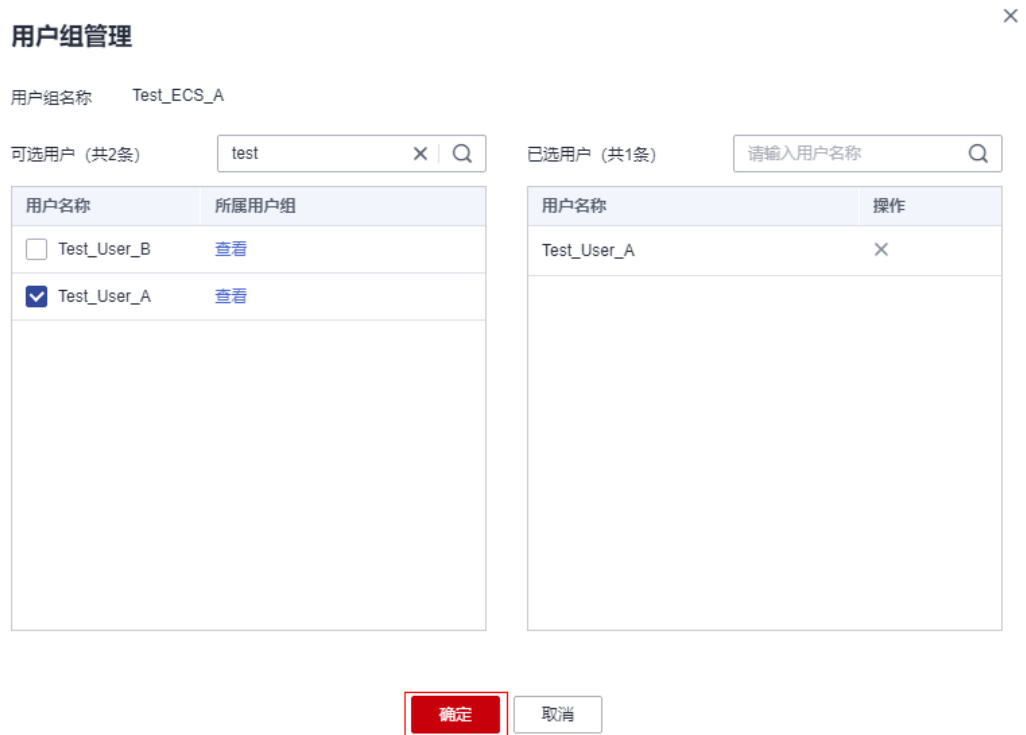 用户组管理
用户组名称 Test_ECS_A
可选用户（共2条） test
用户名称 所属用户组
Test_User_B 查看
Test_User_A 查看
已选用户（共1条） 请输入用户名称
用户名称 操作
Test_User_A
确定 取消